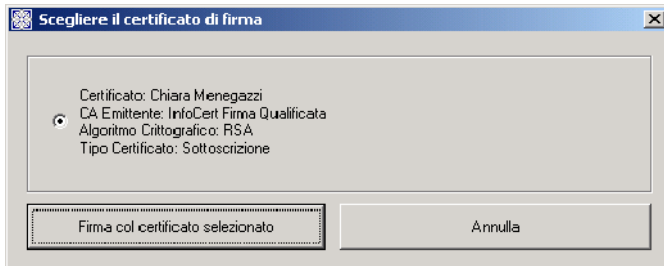 Scegliere il certificato di firma
Certificato: Chiara Menegazzi
CA Emittente: InfoCert Firma Qualificata
Algoritmo Crittografico: RSA
Tipo Certificato: Sottoscrizione
Firma col certificato selezionato
Annulla